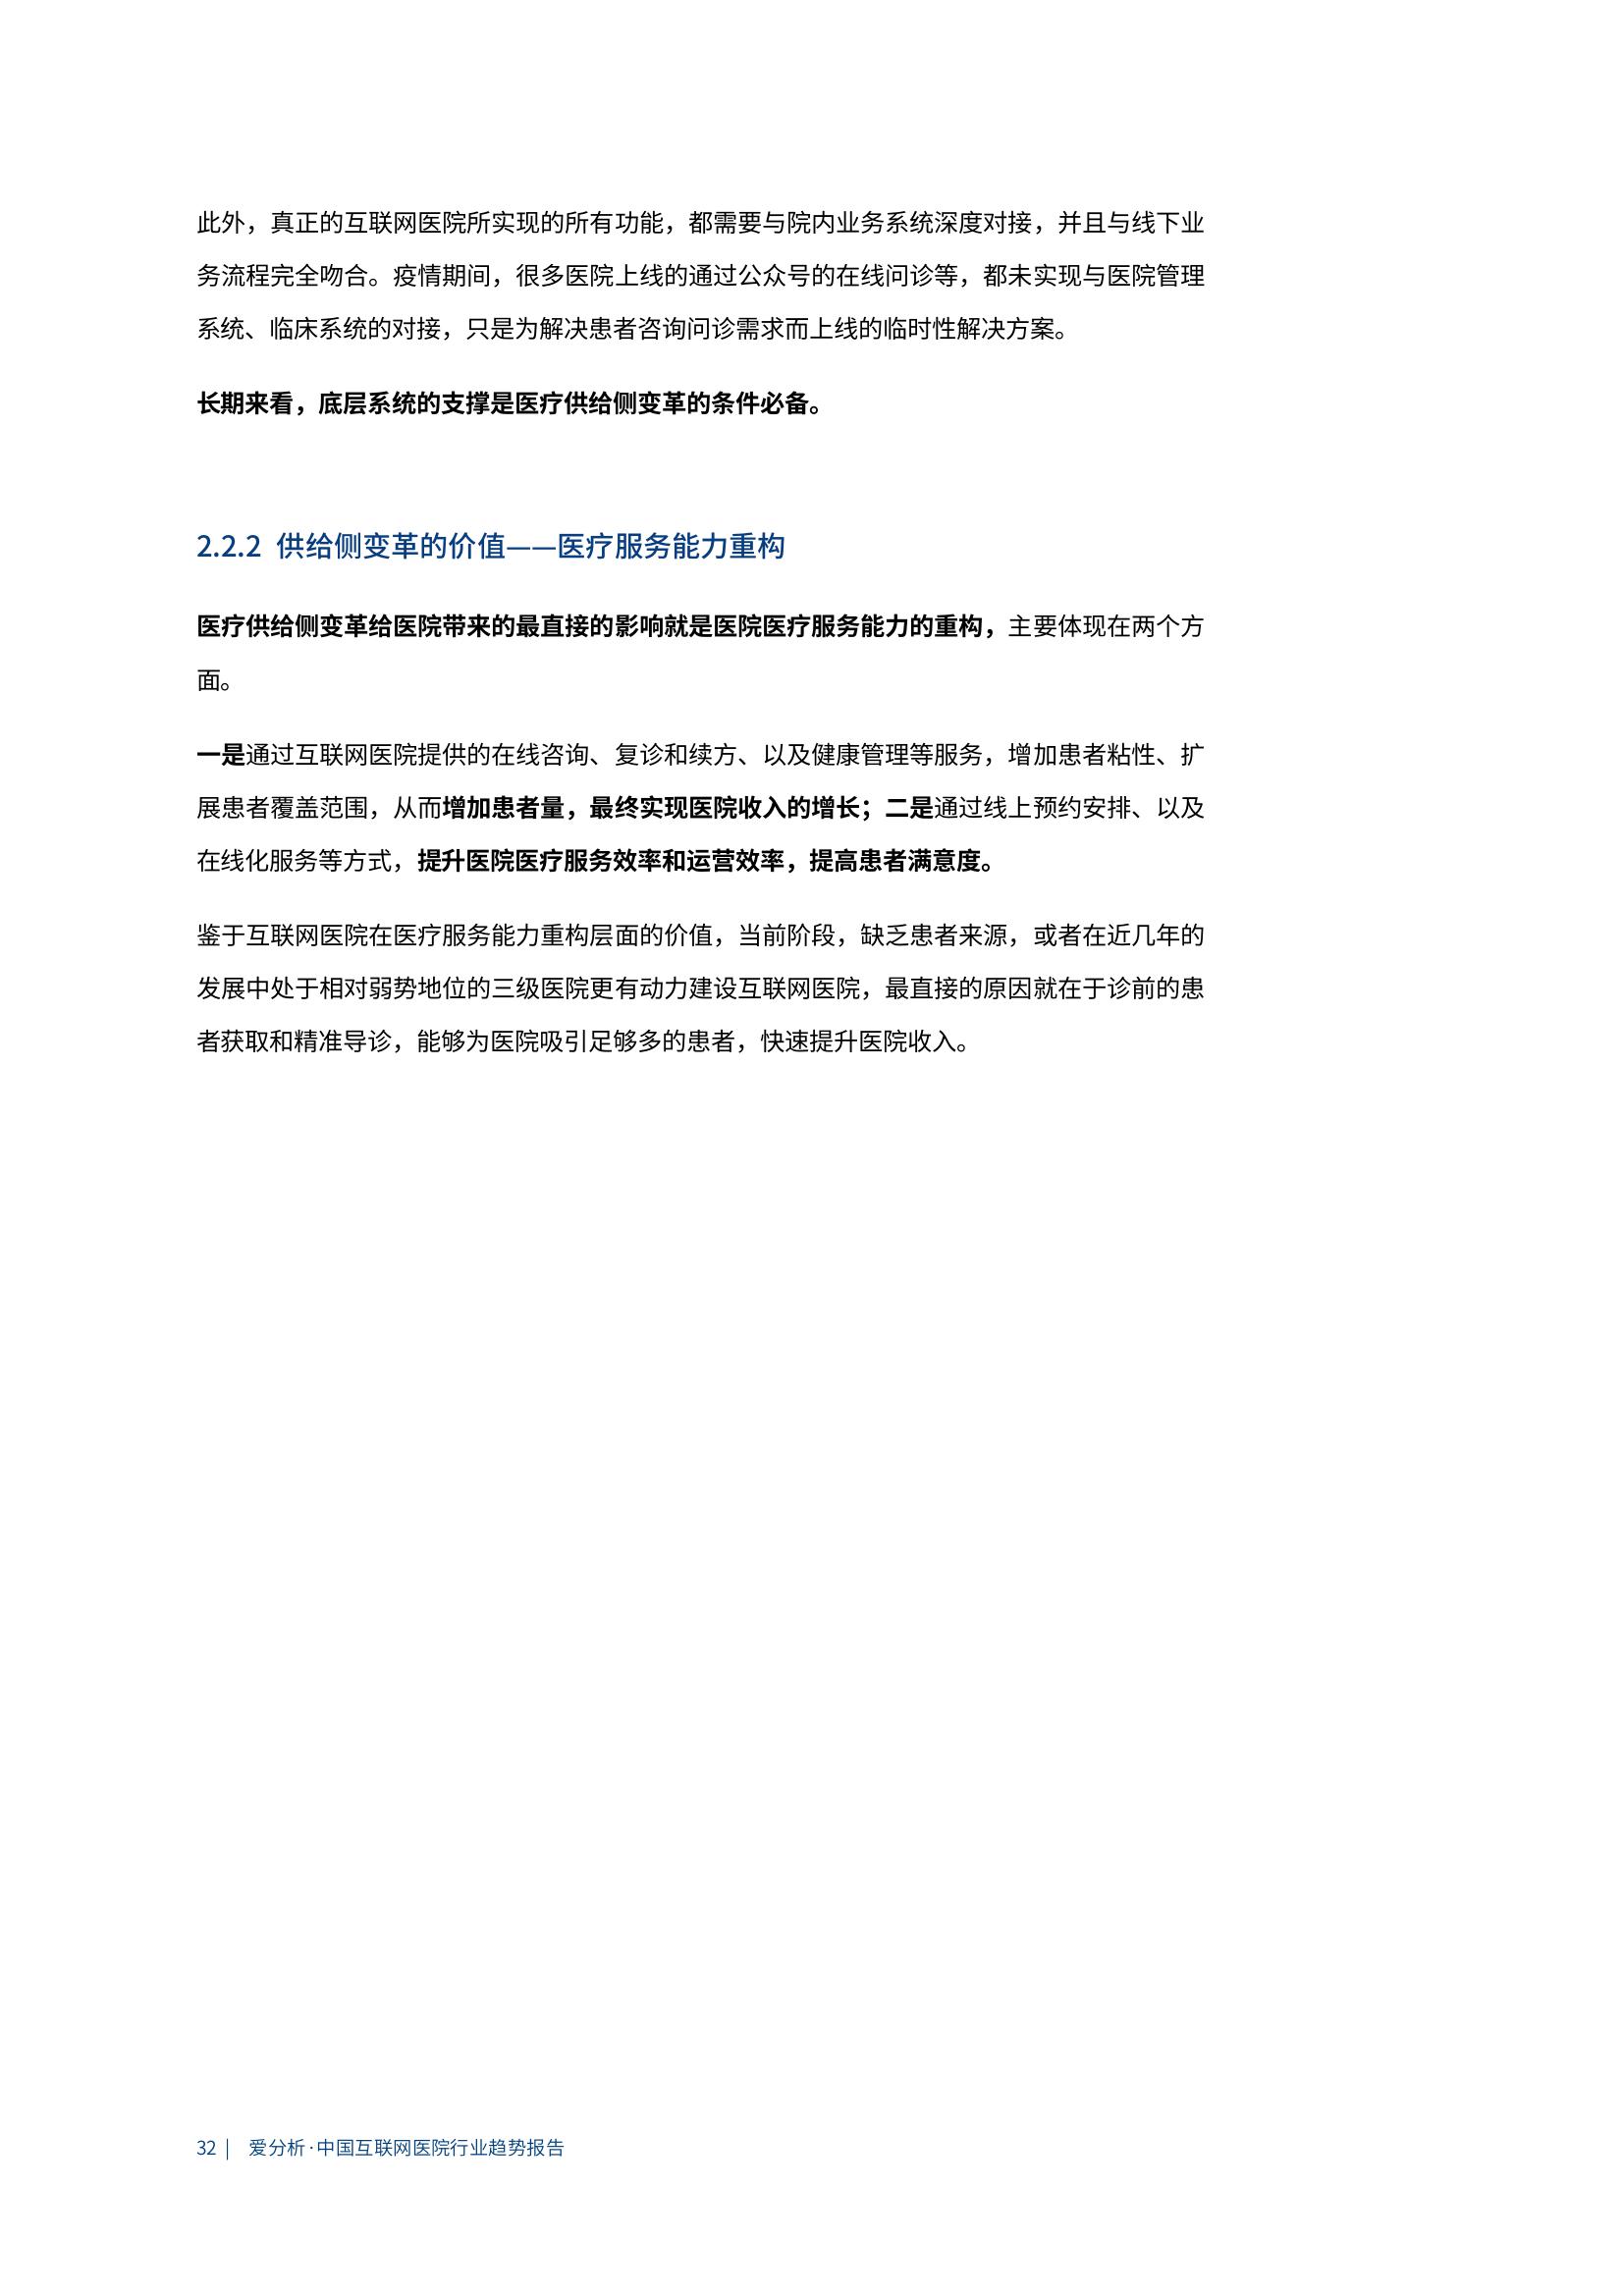 此外，真正的互联网医院所实现的所有功能，都需要与院内业务系统深度对接，并且与线下业
务流程完全吻合。疫情期间，很多医院上线的通过公众号的在线问诊等，都未实现与医院管理
系统、临床系统的对接，只是为解决患者咨询问诊需求而上线的临时性解决方案。
长期来看，底层系统的支撑是医疗供给侧变革的条件必备。
2.2.2 供给侧变革的价值——医疗服务能力重构
医疗供给侧变革给医院带来的最直接的影响就是医院医疗服务能力的重构，主要体现在两个方
面。
一是通过互联网医院提供的在线咨询、复诊和续方、以及健康管理等服务，增加患者粘性、扩
展患者覆盖范围，从而增加患者量，最终实现医院收入的增长；二是通过线上预约安排、以及
在线化服务等方式，提升医院医疗服务效率和运营效率，提高患者满意度。
鉴于互联网医院在医疗服务能力重构层面的价值，当前阶段，缺乏患者来源，或者在近几年的
发展中处于相对弱势地位的三级医院更有动力建设互联网医院，最直接的原因就在于诊前的患
者获取和精准导诊，能够为医院吸引足够多的患者，快速提升医院收入。
32 | 爱分析·中国互联网医院行业趋势报告